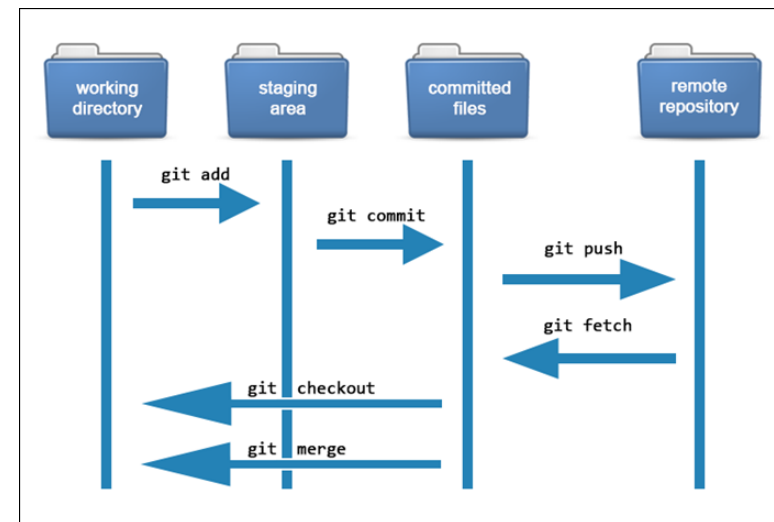 working
directory
staging
area
committed
files
remote
repository
git add
git commit
git push
git fetch
git checkout
git merge